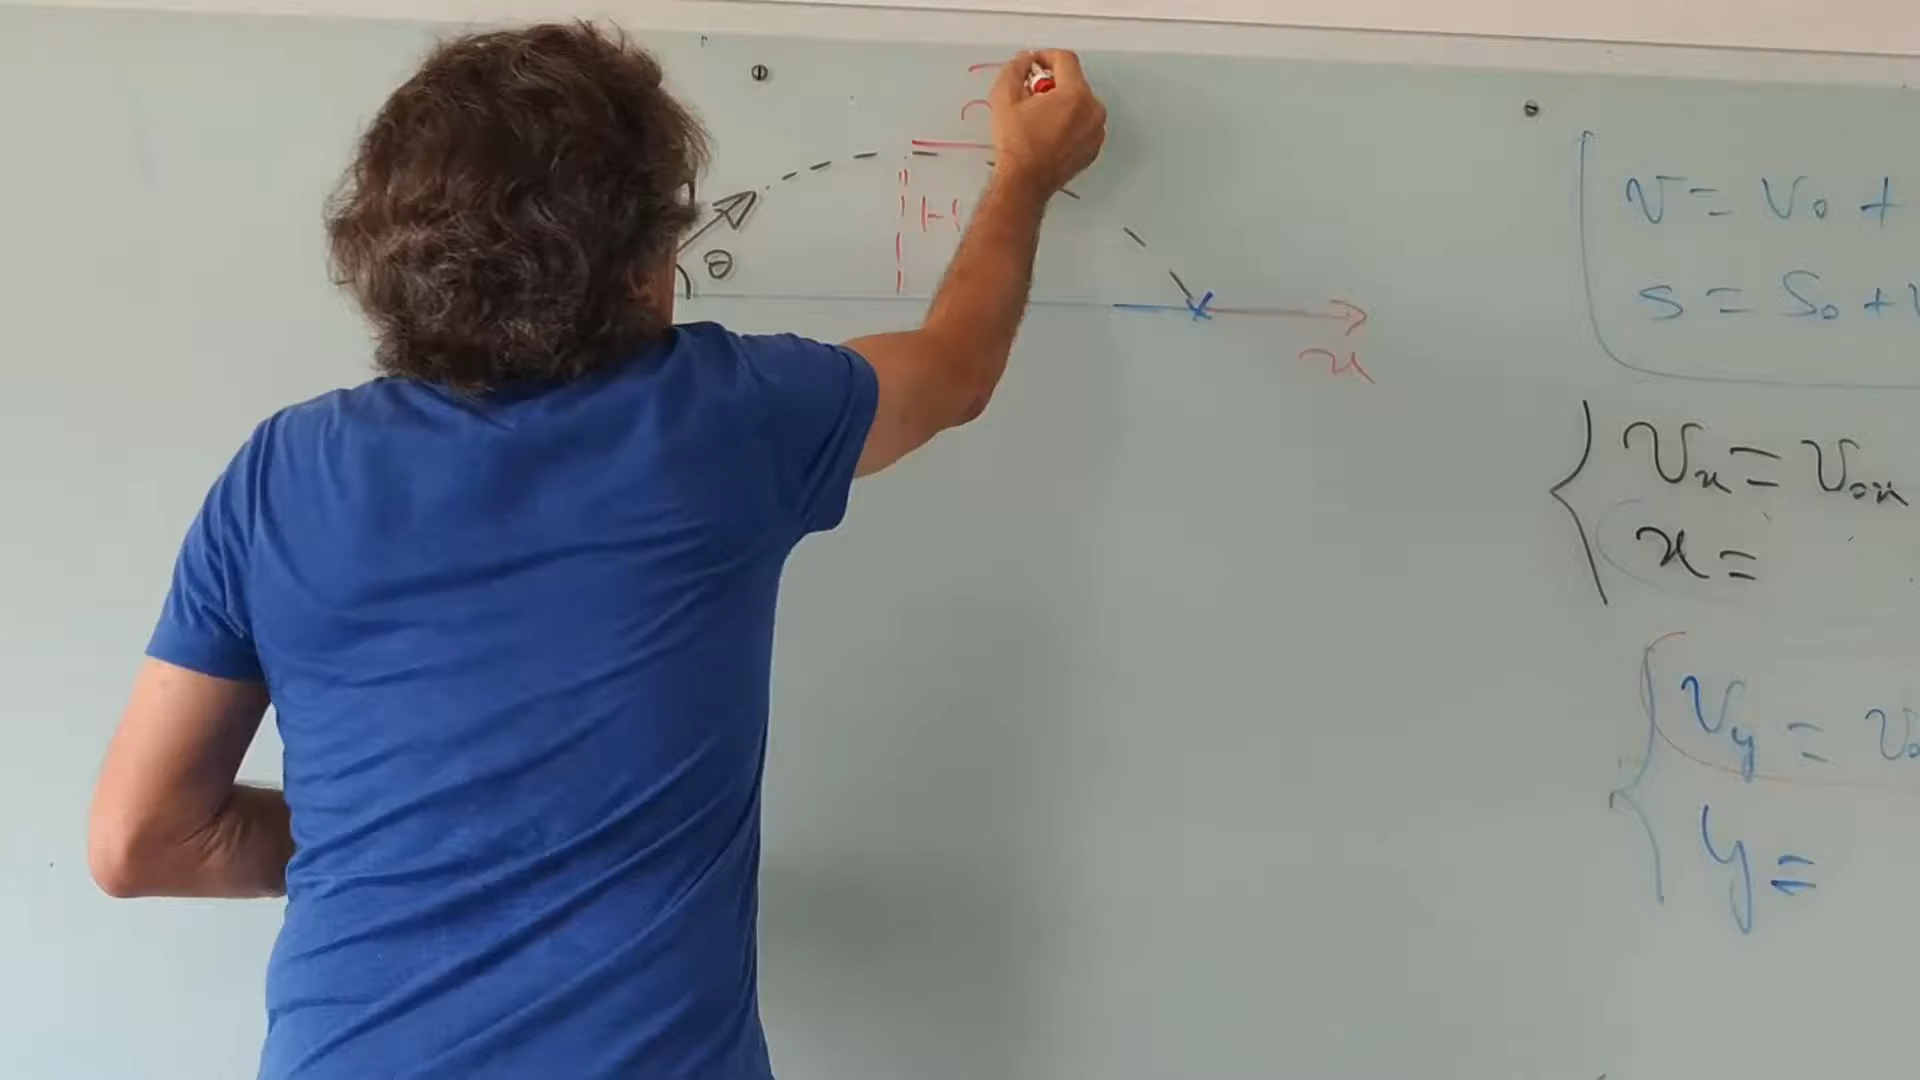 θ
H
x
v = v₀ +
s = s₀ + v
vₓ = v₀ₓ
x =
v_y = v₀
y =